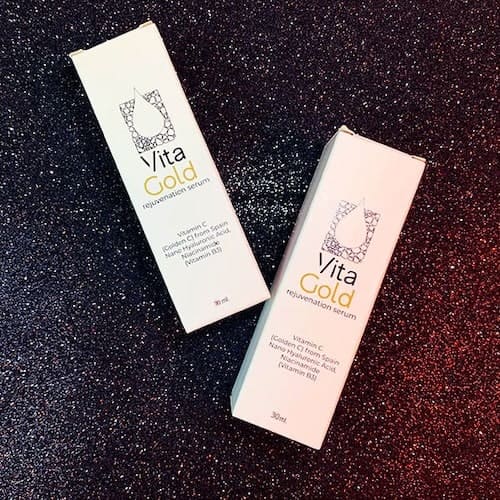 Vita
Gold
rejuvenation serum
Vitamin C
(Golden C) from Spain
Nano Hyaluronic Acid,
Niacinamide
(Vitamin B3)
30 ml
Vita
Gold
rejuvenation serum
Vitamin C
(Golden C) from Spain
Nano Hyaluronic Acid,
Niacinamide
(Vitamin B3)
30ml